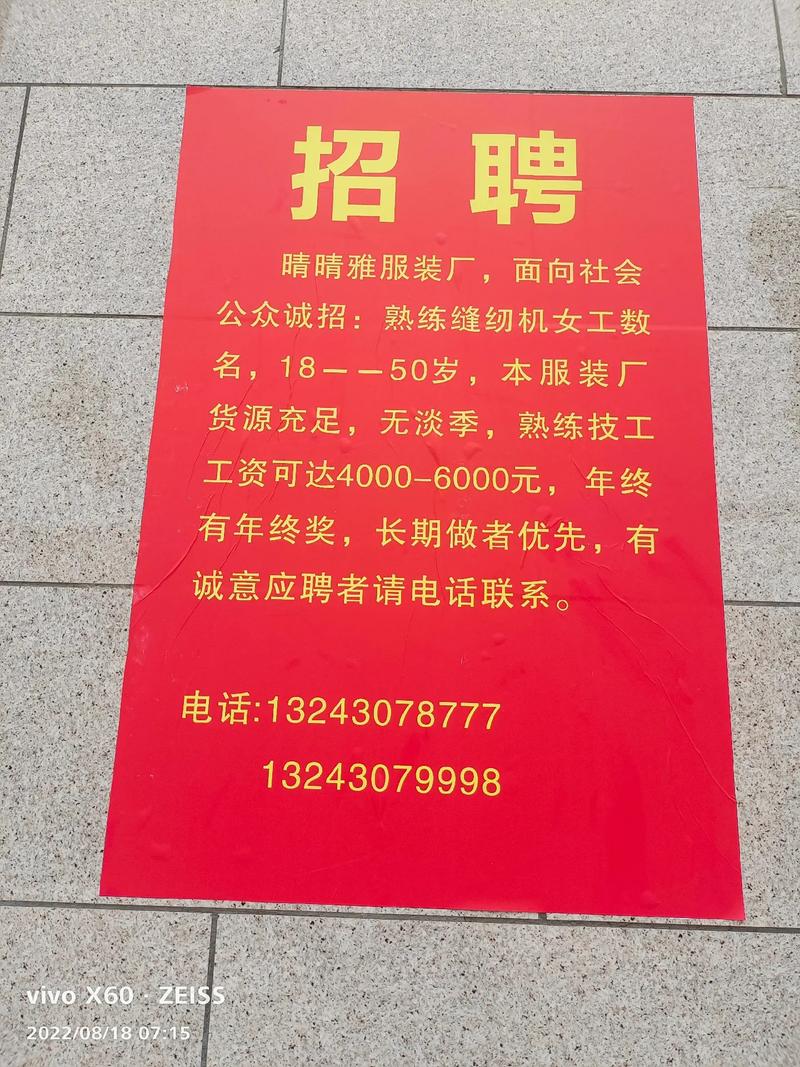 招 聘
晴晴雅服装厂，面向社会
公众诚招：熟练缝纫机女工数
名，18——50岁，本服装厂
货源充足，无淡季，熟练技工
工资可达4000-6000元，年终
有年终奖，长期做者优先，有
诚意应聘者请电话联系。
电话:13243078777
13243079998
vivo X60 · ZEISS
2022/08/18 07:15